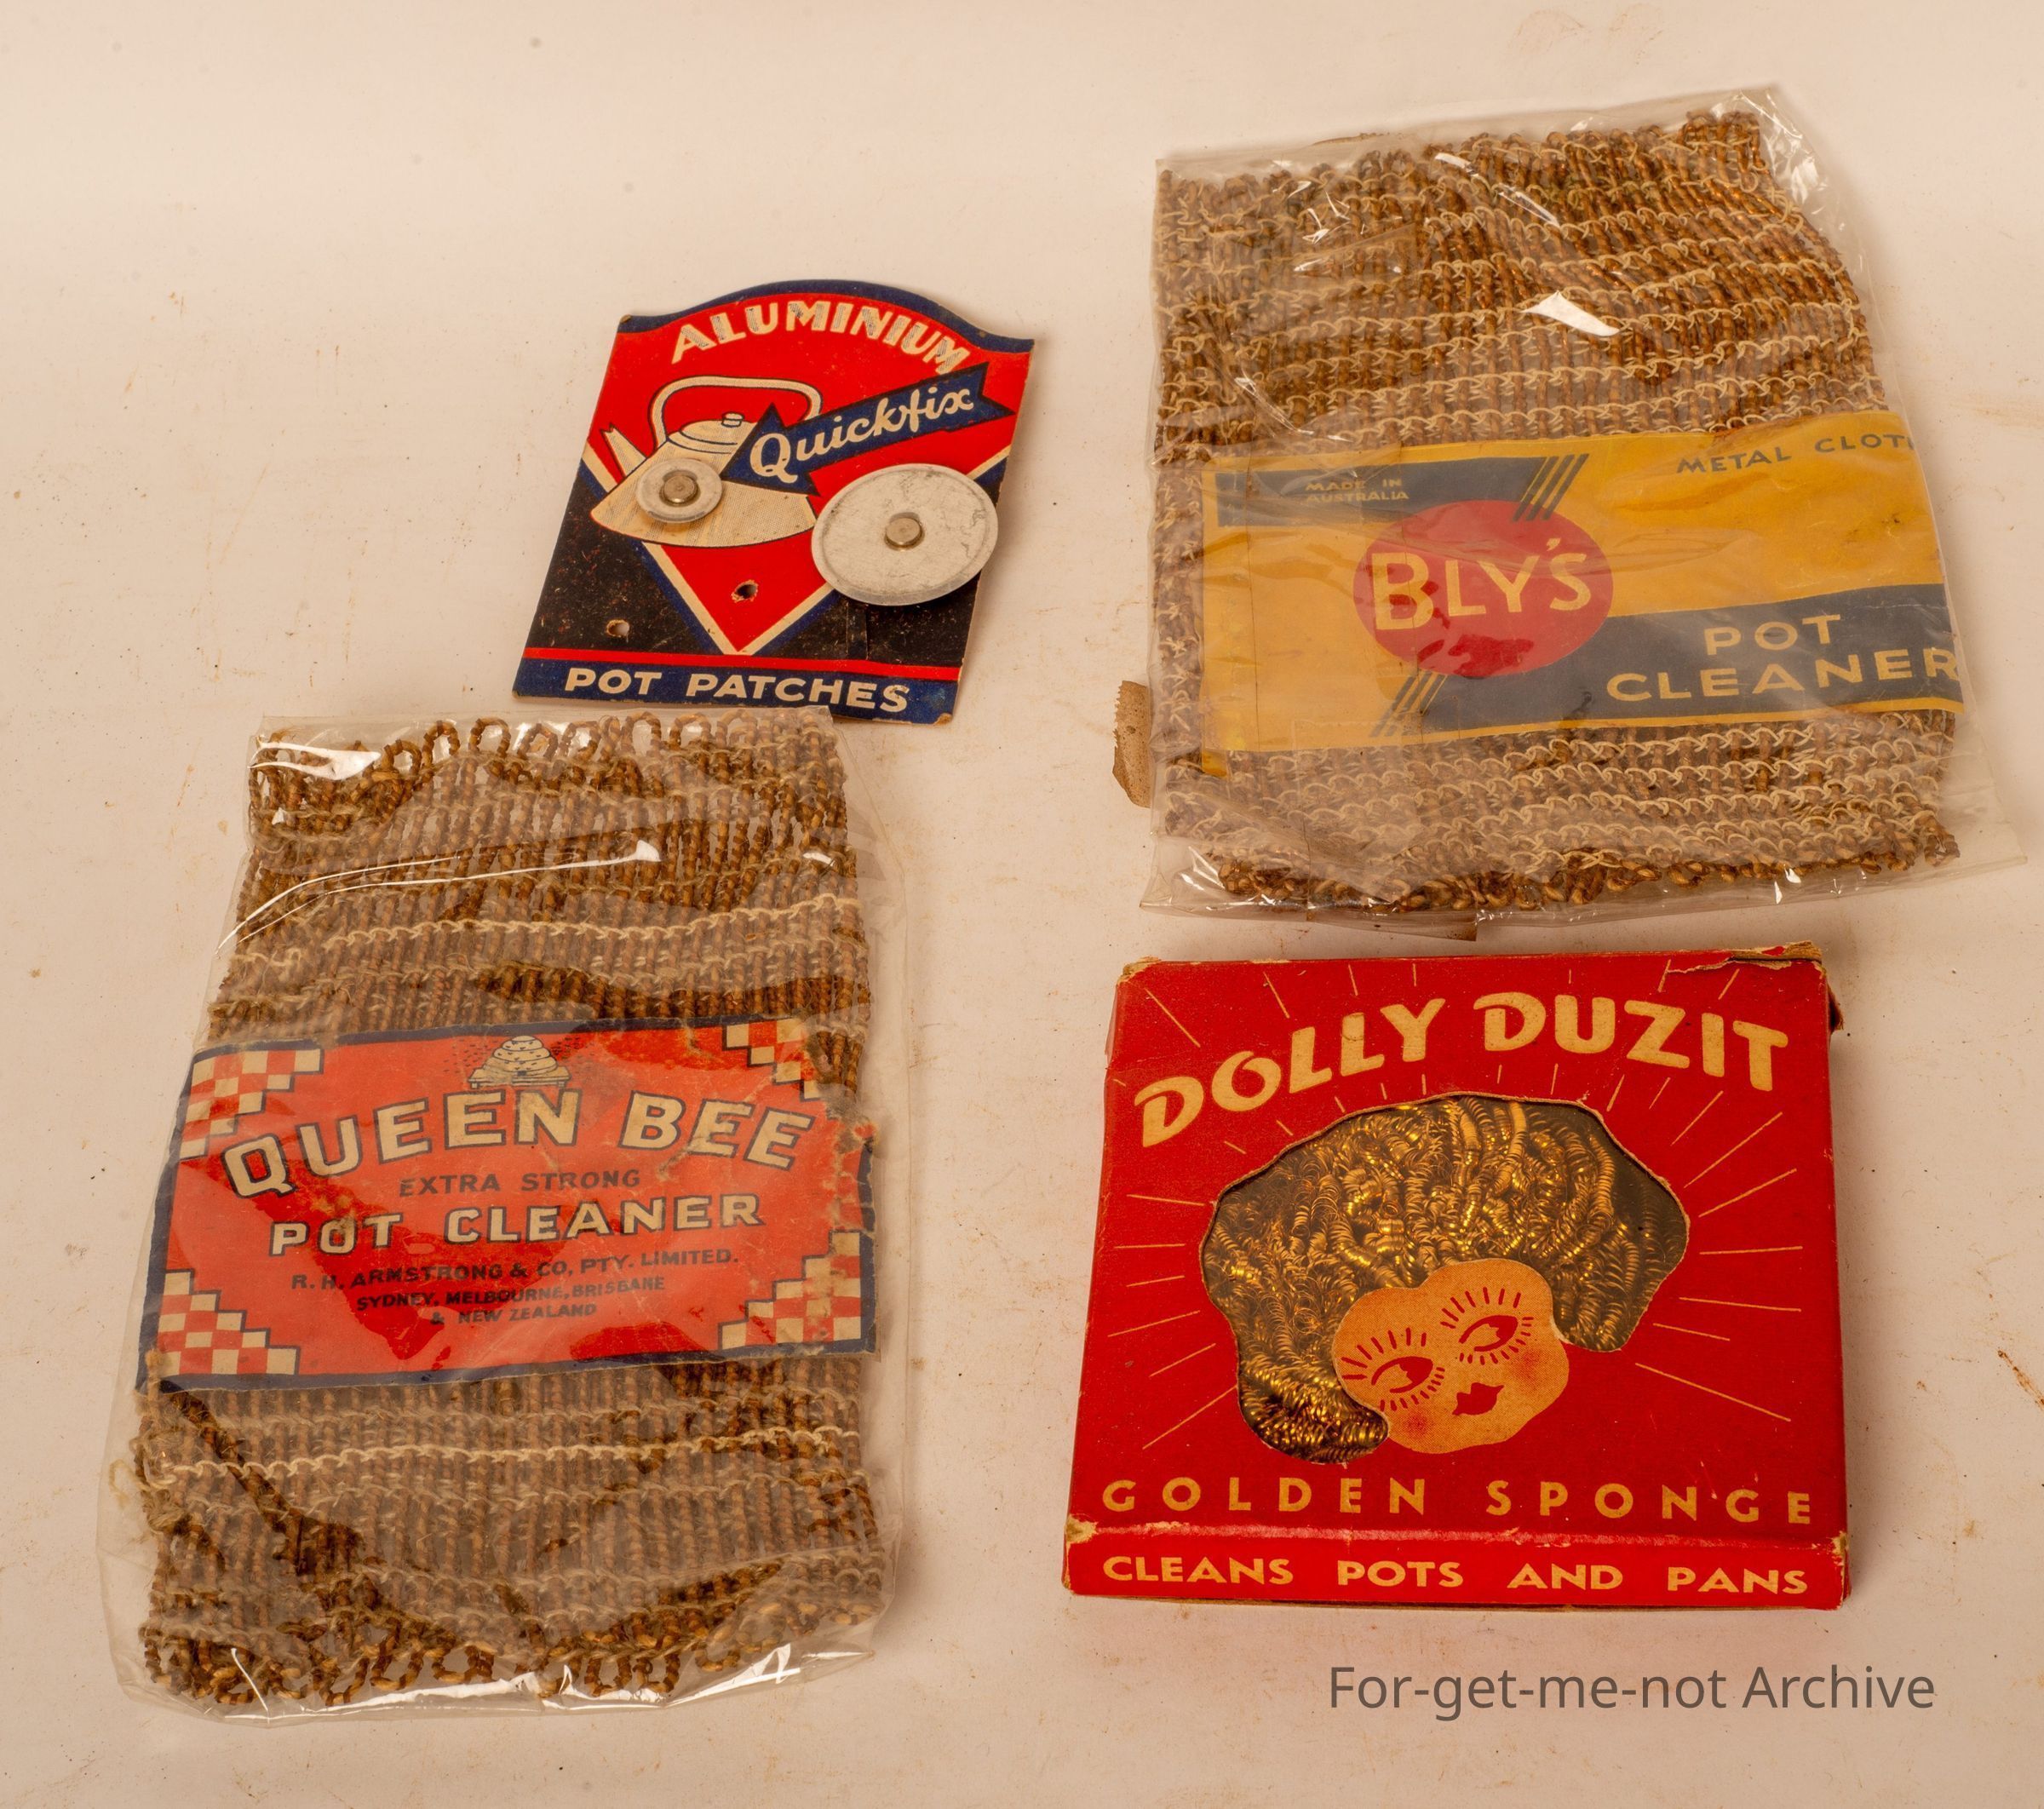 ALUMINIUM
Quickfix
POT PATCHES
METAL CLOTH
MADE IN
AUSTRALIA
BLY'S
POT
CLEANER
QUEEN BEE
EXTRA STRONG
POT CLEANER
R. H. ARMSTRONG & CO, PTY. LIMITED.
SYDNEY, MELBOURNE, BRISBANE
& NEW ZEALAND
DOLLY DUZIT
GOLDEN SPONGE
CLEANS POTS AND PANS
For-get-me-not Archive